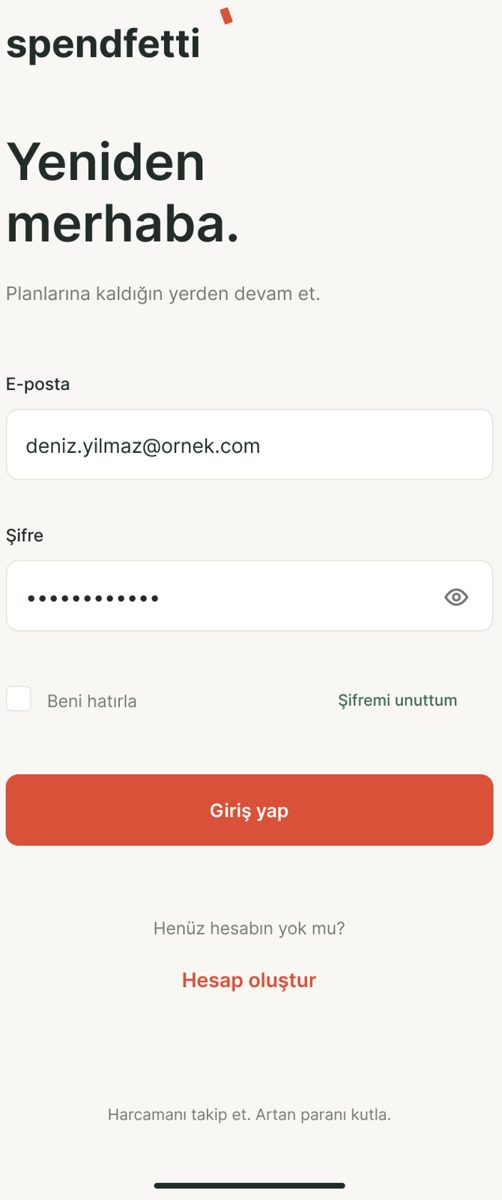 spendfetti
Yeniden
merhaba.
Planlarına kaldığın yerden devam et.
E-posta
deniz.yilmaz@ornek.com
Şifre
••••••••••••
Beni hatırla
Şifremi unuttum
Giriş yap
Henüz hesabın yok mu?
Hesap oluştur
Harcamanı takip et. Artan paranı kutla.